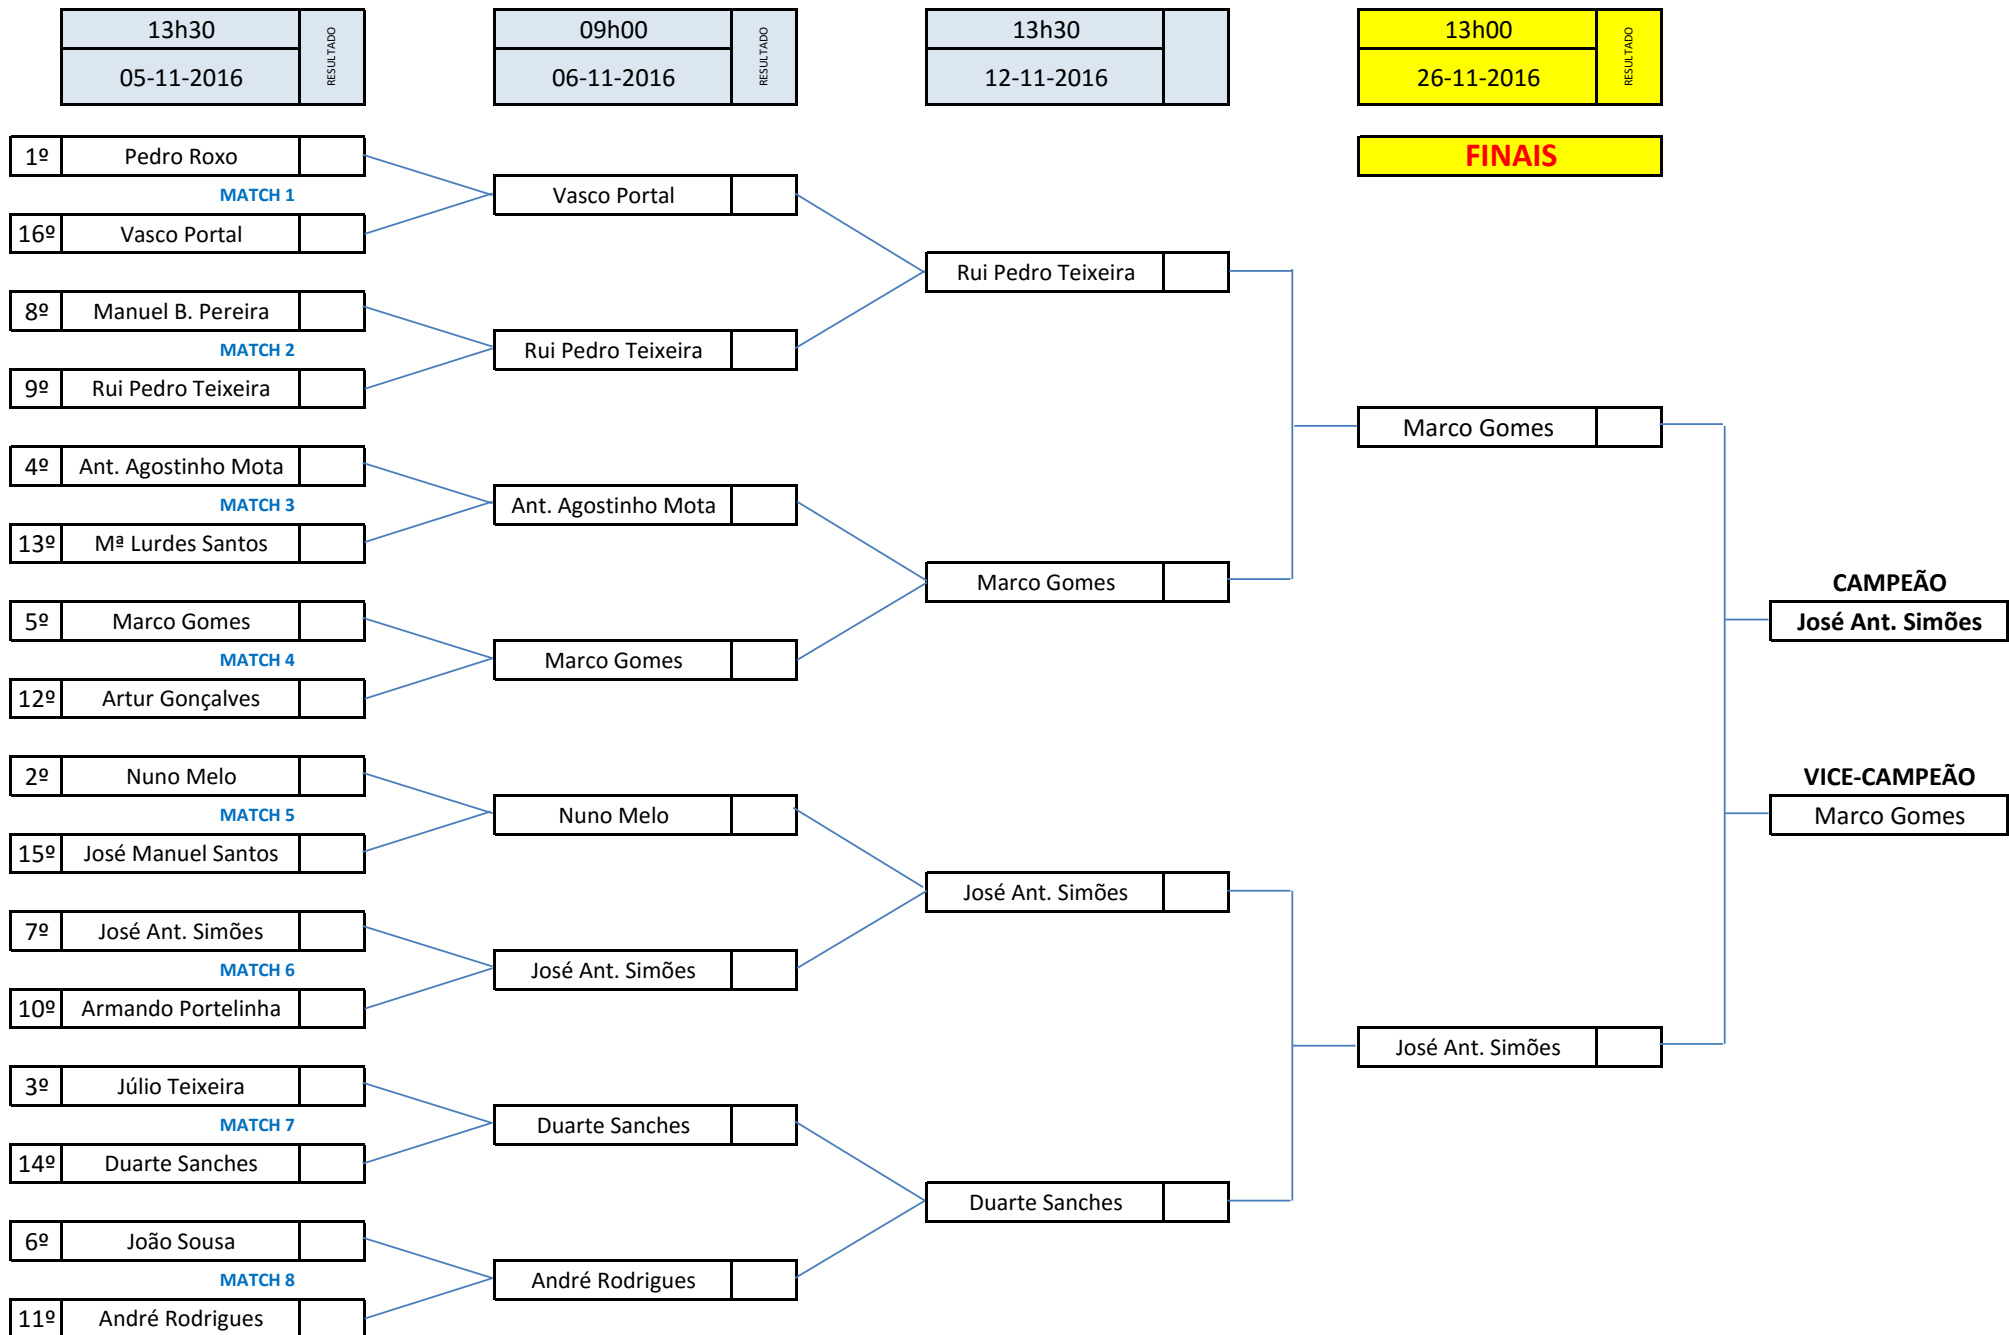 13h30
RESULTADO
05-11-2016
09h00
RESULTADO
06-11-2016
13h30
12-11-2016
13h00
RESULTADO
26-11-2016
FINAIS
1º Pedro Roxo
MATCH 1
16º Vasco Portal
8º Manuel B. Pereira
MATCH 2
9º Rui Pedro Teixeira
4º Ant. Agostinho Mota
MATCH 3
13º Mª Lurdes Santos
5º Marco Gomes
MATCH 4
12º Artur Gonçalves
2º Nuno Melo
MATCH 5
15º José Manuel Santos
7º José Ant. Simões
MATCH 6
10º Armando Portelinha
3º Júlio Teixeira
MATCH 7
14º Duarte Sanches
6º João Sousa
MATCH 8
11º André Rodrigues
Vasco Portal
Rui Pedro Teixeira
Ant. Agostinho Mota
Marco Gomes
Nuno Melo
José Ant. Simões
Duarte Sanches
André Rodrigues
Rui Pedro Teixeira
Marco Gomes
José Ant. Simões
Duarte Sanches
Marco Gomes
José Ant. Simões
CAMPEÃO
José Ant. Simões
VICE-CAMPEÃO
Marco Gomes